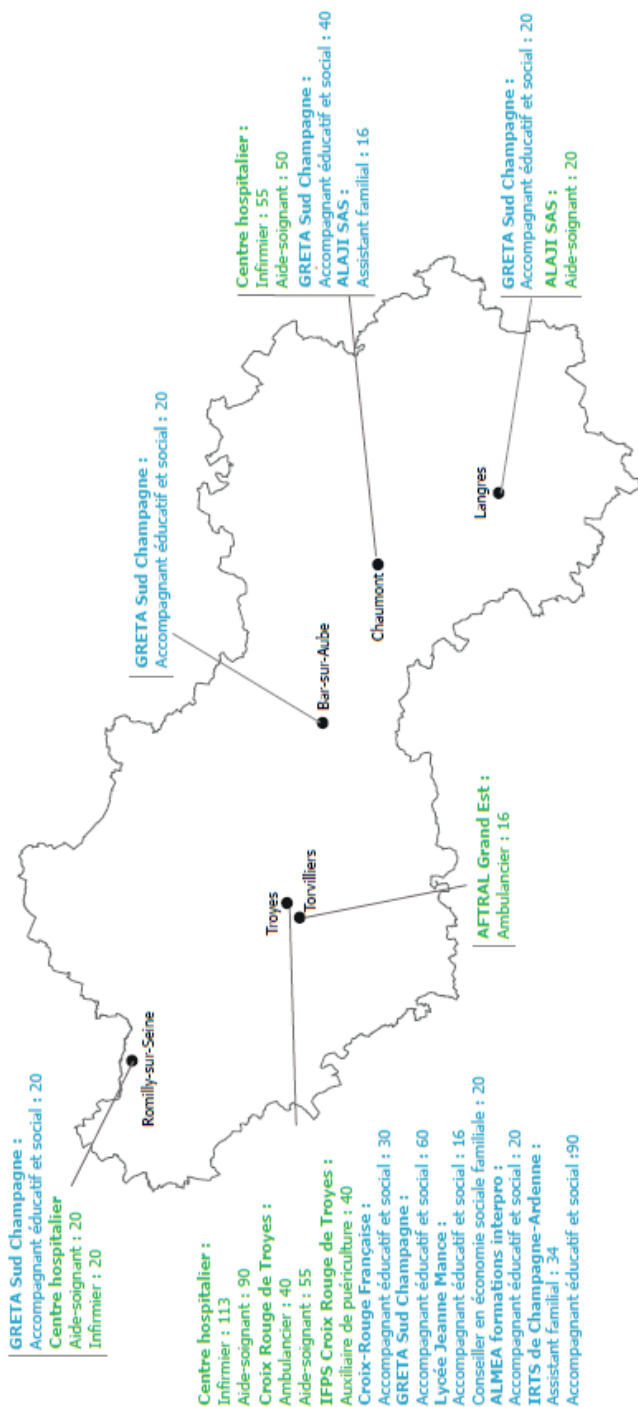 GRETA Sud Champagne :
Accompagnant éducatif et social : 20
Centre hospitalier
Aide-soignant : 20
Infirmier : 20
Romilly-sur-Seine
Centre hospitalier :
Infirmier : 113
Aide-soignant : 90
Croix Rouge de Troyes :
Ambulancier : 40
Aide-soignant : 55
IFPS Croix Rouge de Troyes :
Auxiliaire de puériculture : 40
Croix-Rouge Française :
Accompagnant éducatif et social : 30
GRETA Sud Champagne :
Accompagnant éducatif et social : 60
Lycée Jeanne Mance :
Accompagnant éducatif et social : 16
Conseiller en économie sociale familiale : 20
ALMEA formations interpro :
Accompagnant éducatif et social : 20
IRTS de Champagne-Ardenne :
Assistant familial : 34
Accompagnant éducatif et social :90
Troyes
Torvilliers
AFTRAL Grand Est :
Ambulancier : 16
GRETA Sud Champagne :
Accompagnant éducatif et social : 20
Bar-sur-Aube
Centre hospitalier :
Infirmier : 55
Aide-soignant : 50
GRETA Sud Champagne :
Accompagnant éducatif et social : 40
ALAJI SAS :
Assistant familial : 16
Chaumont
Langres
GRETA Sud Champagne :
Accompagnant éducatif et social : 20
ALAJI SAS :
Aide-soignant : 20